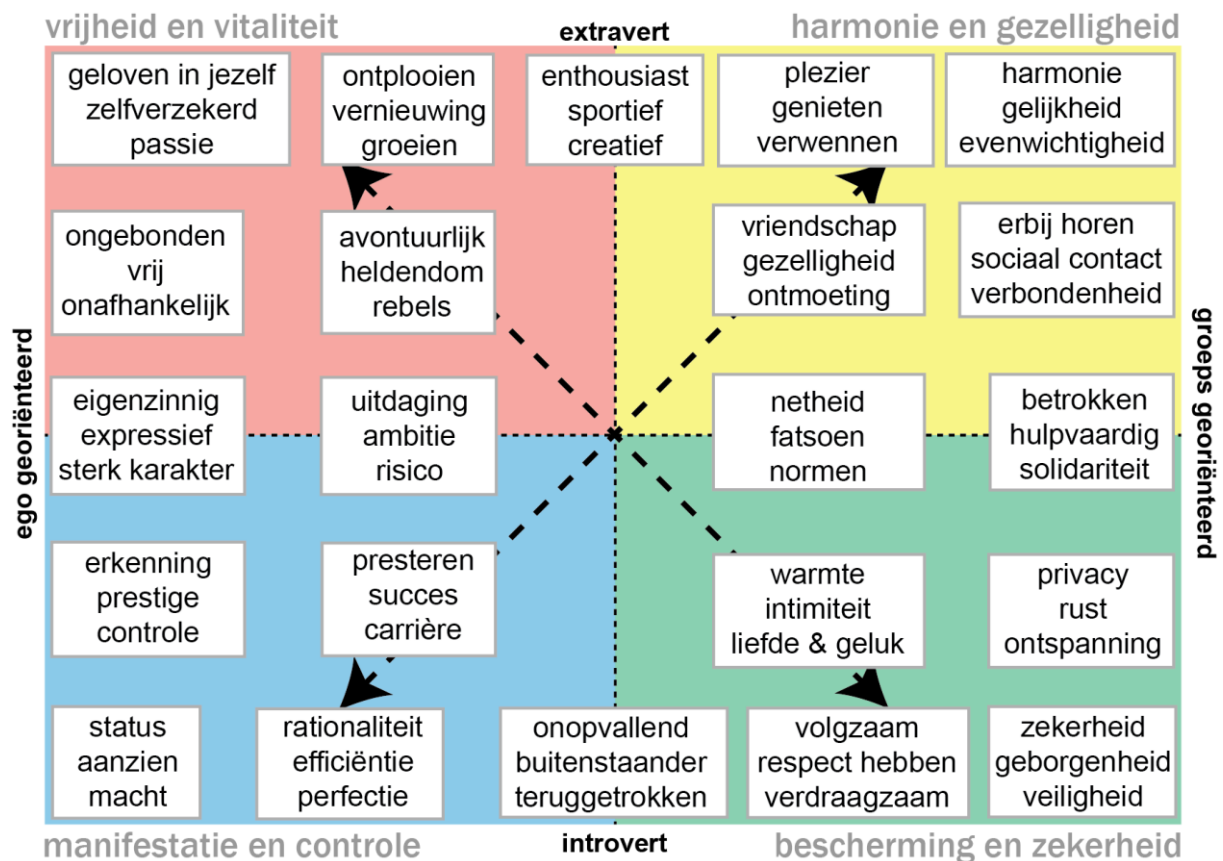 vrijheid en vitaliteit
extravert
harmonie en gezelligheid
geloven in jezelf
zelfverzekerd
passie
ontplooien
vernieuwing
groeien
enthousiast
sportief
creatief
plezier
genieten
verwennen
harmonie
gelijkheid
evenwichtigheid
ongebonden
vrij
onafhankelijk
avontuurlijk
heldendom
rebels
vriendschap
gezelligheid
ontmoeting
erbij horen
sociaal contact
verbondenheid
ego georiënteerd
groeps georiënteerd
eigenzinnig
expressief
sterk karakter
uitdaging
ambitie
risico
netheid
fatsoen
normen
betrokken
hulpvaardig
solidariteit
erkenning
prestige
controle
presteren
succes
carrière
warmte
intimiteit
liefde & geluk
privacy
rust
ontspanning
status
aanzien
macht
rationaliteit
efficiëntie
perfectie
onopvallend
buitenstaander
teruggetrokken
volgzaam
respect hebben
verdraagzaam
zekerheid
geborgenheid
veiligheid
manifestatie en controle
introvert
bescherming en zekerheid